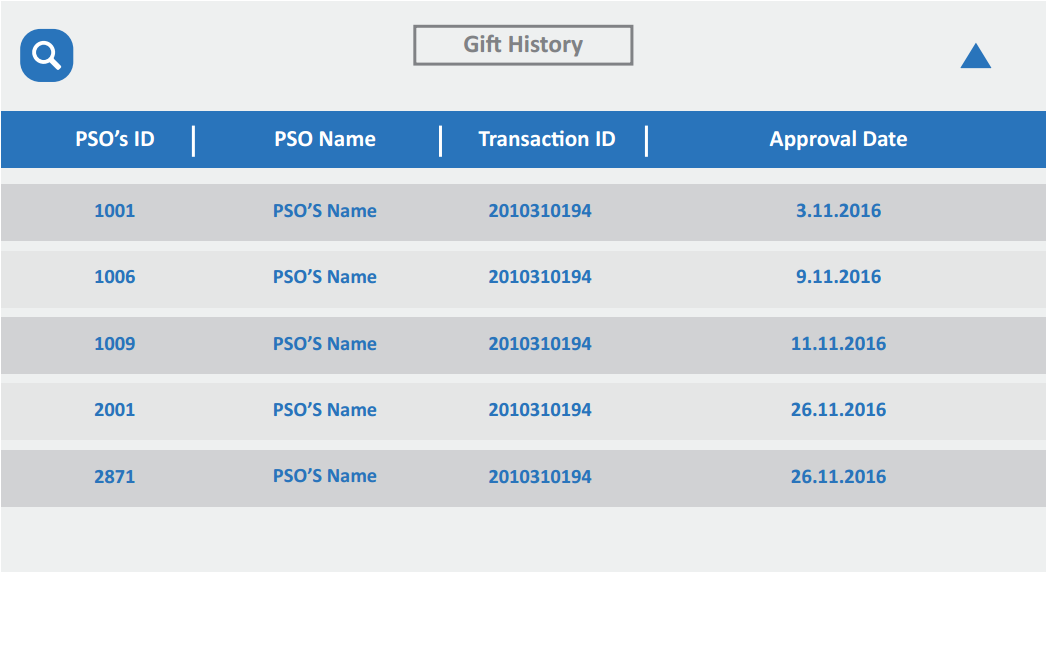 Gift History
PSO’s ID PSO Name Transaction ID Approval Date
1001 PSO’S Name 2010310194 3.11.2016
1006 PSO’S Name 2010310194 9.11.2016
1009 PSO’S Name 2010310194 11.11.2016
2001 PSO’S Name 2010310194 26.11.2016
2871 PSO’S Name 2010310194 26.11.2016